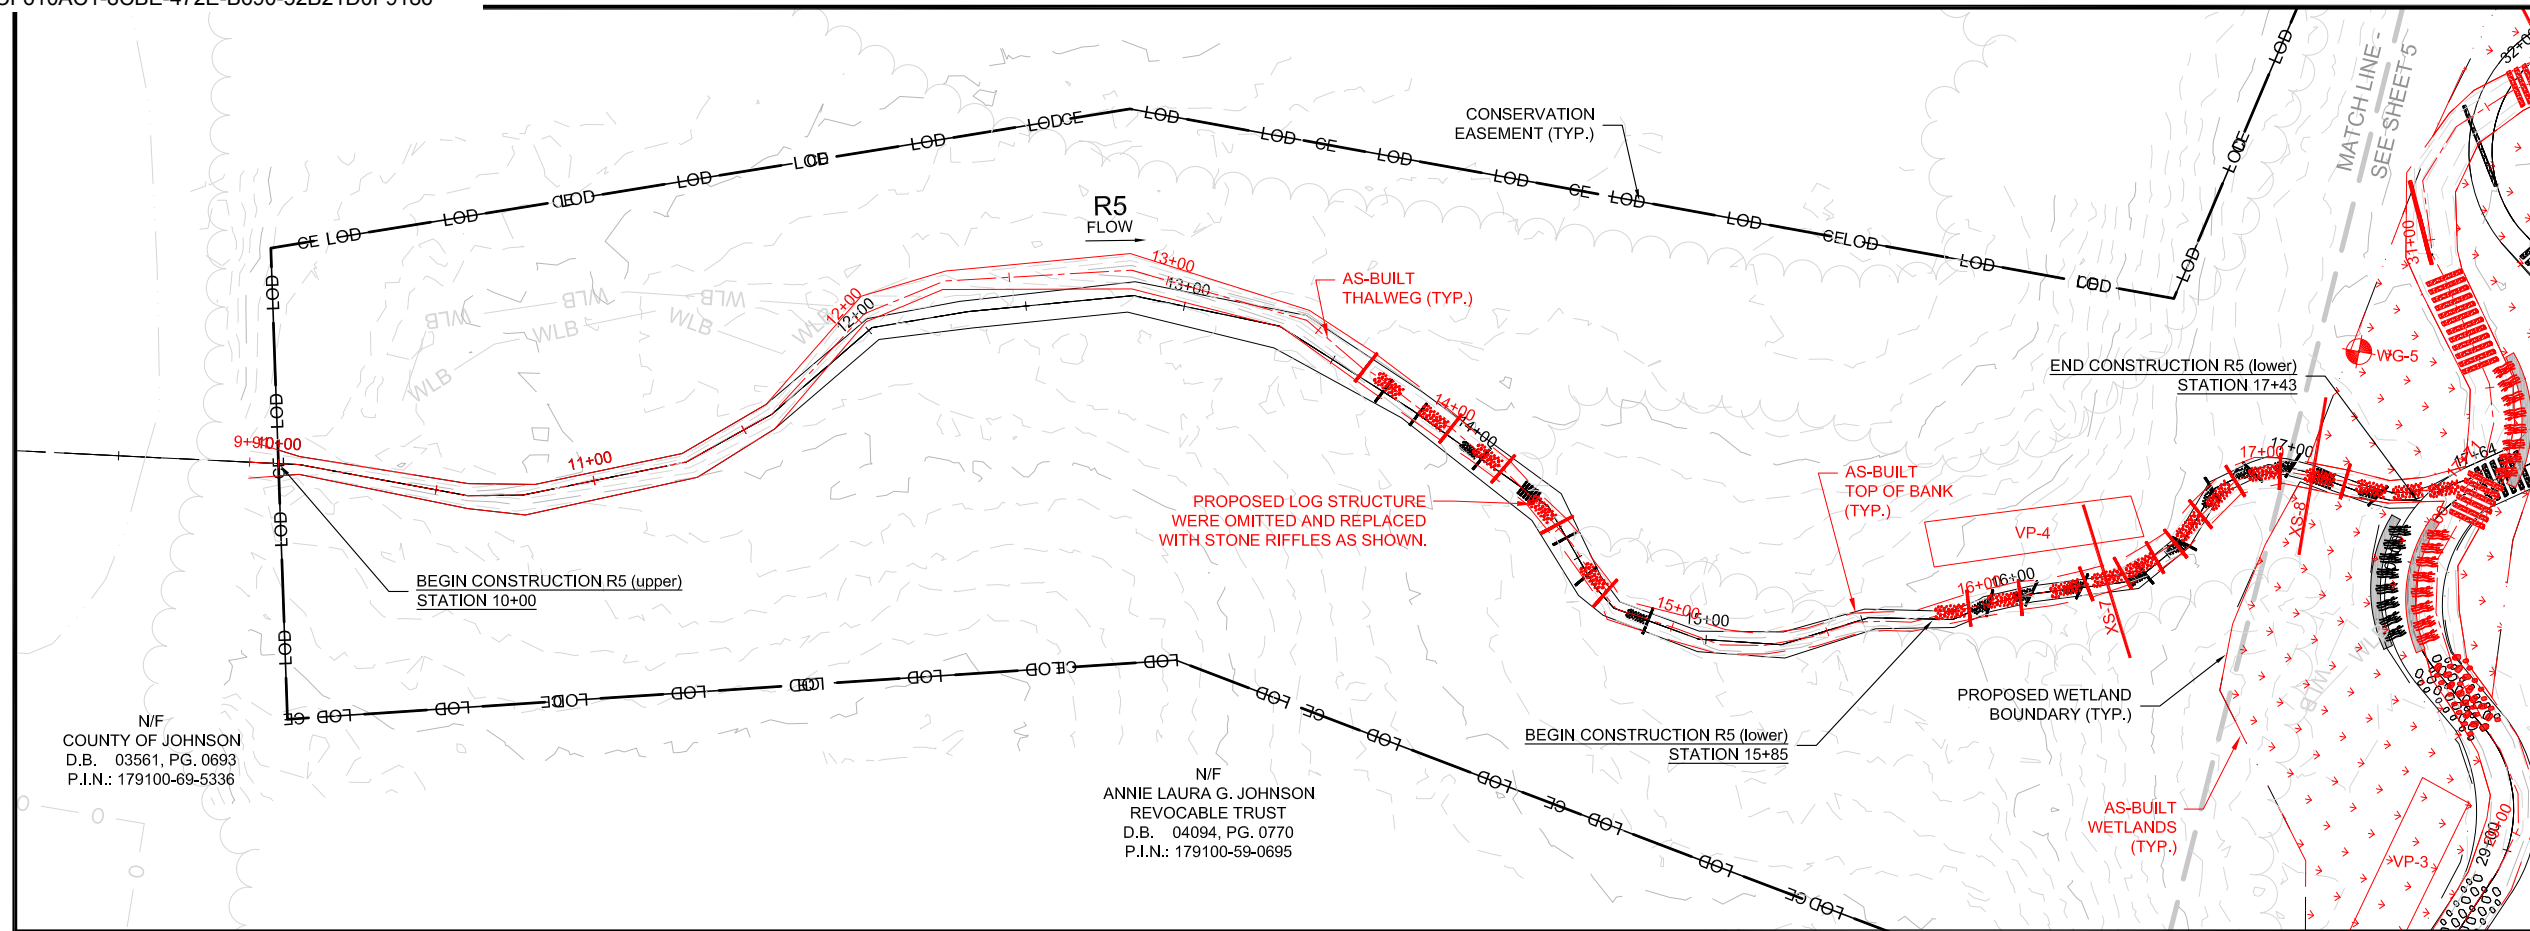 CONSERVATION
EASEMENT (TYP.)
MATCH LINE -
SEE SHEET 5
R5
FLOW
AS-BUILT
THALWEG (TYP.)
END CONSTRUCTION R5 (lower)
STATION 17+43
WG-5
32+00
31+00
10+00
11+00
12+00
12+00
13+00
13+00
14+00
14+00
15+00
15+00
16+00
16+00
17+00
17+00
PROPOSED LOG STRUCTURE
WERE OMITTED AND REPLACED
WITH STONE RIFFLES AS SHOWN.
AS-BUILT
TOP OF BANK
(TYP.)
VP-4
XS-7
XS-8
BEGIN CONSTRUCTION R5 (upper)
STATION 10+00
PROPOSED WETLAND
BOUNDARY (TYP.)
BEGIN CONSTRUCTION R5 (lower)
STATION 15+85
N/F
COUNTY OF JOHNSON
D.B. 03561, PG. 0693
P.I.N.: 179100-69-5336
N/F
ANNIE LAURA G. JOHNSON
REVOCABLE TRUST
D.B. 04094, PG. 0770
P.I.N.: 179100-59-0695
AS-BUILT
WETLANDS
(TYP.)
VP-3
29+00
LOD
CE
WLB